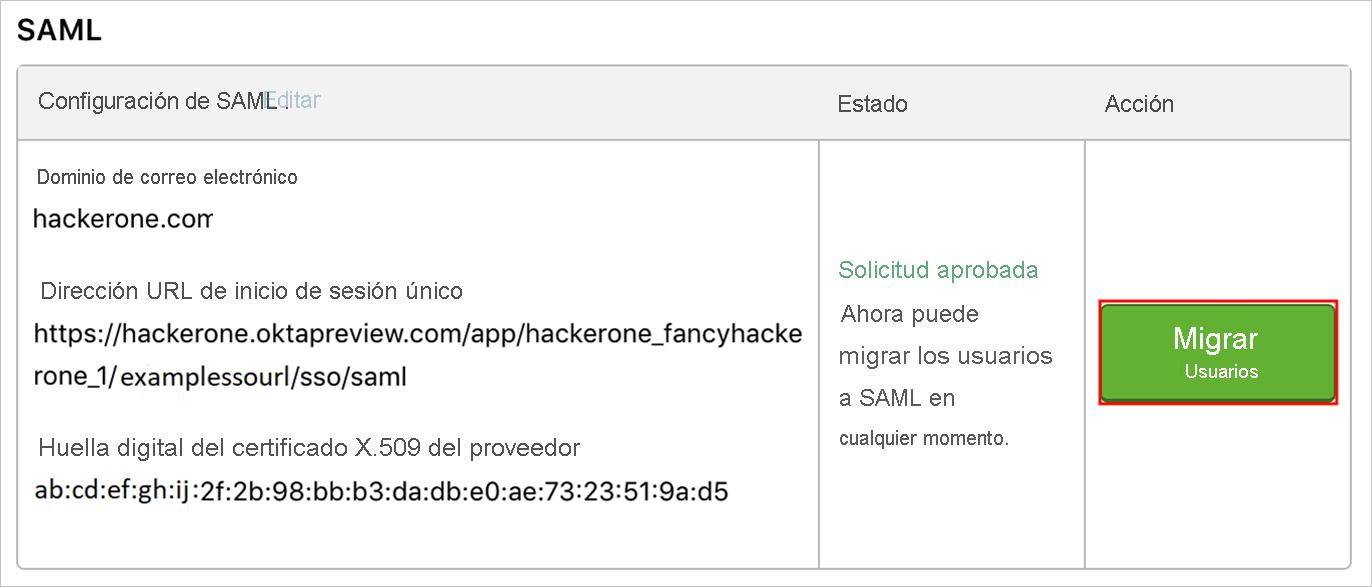 SAML
Configuración de SAML . Editar
Estado
Acción
Dominio de correo electrónico
hackerone.com
Dirección URL de inicio de sesión único
https://hackerone.oktapreview.com/app/hackerone_fancyhacke
rone_1/examplessourl/sso/saml
Huella digital del certificado X.509 del proveedor
ab:cd:ef:gh:ij:2f:2b:98:bb:b3:da:db:e0:ae:73:23:51:9a:d5
Solicitud aprobada
Ahora puede
migrar los usuarios
a SAML en
cualquier momento.
Migrar
Usuarios